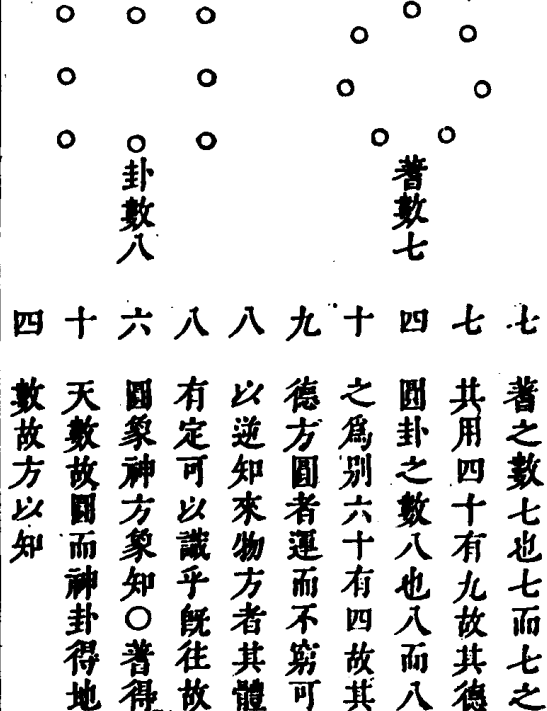 蓍數七
卦數八
七七四十九八八六十四
蓍之數七也七而七之
共用四十有九故其德
圓卦之數八也八而八
之爲別六十有四故其
德方圓者運而不窮可
以逆知來物方者其體
有定可以識乎旣往故
圓象神方象知○蓍得
天數故圓而神卦得地
數故方以知